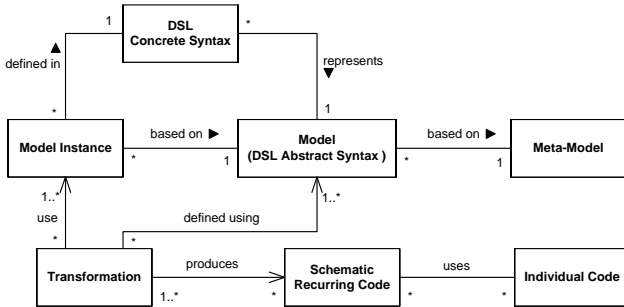 1
DSL
Concrete Syntax
*
defined in
represents
*
1
Model Instance
based on
*
1
Model
(DSL Abstract Syntax )
based on
*
1
Meta-Model
1..*
1..*
use
defined using
*
*
Transformation
produces
1..*
*
Schematic
Recurring Code
uses
*
*
Individual Code